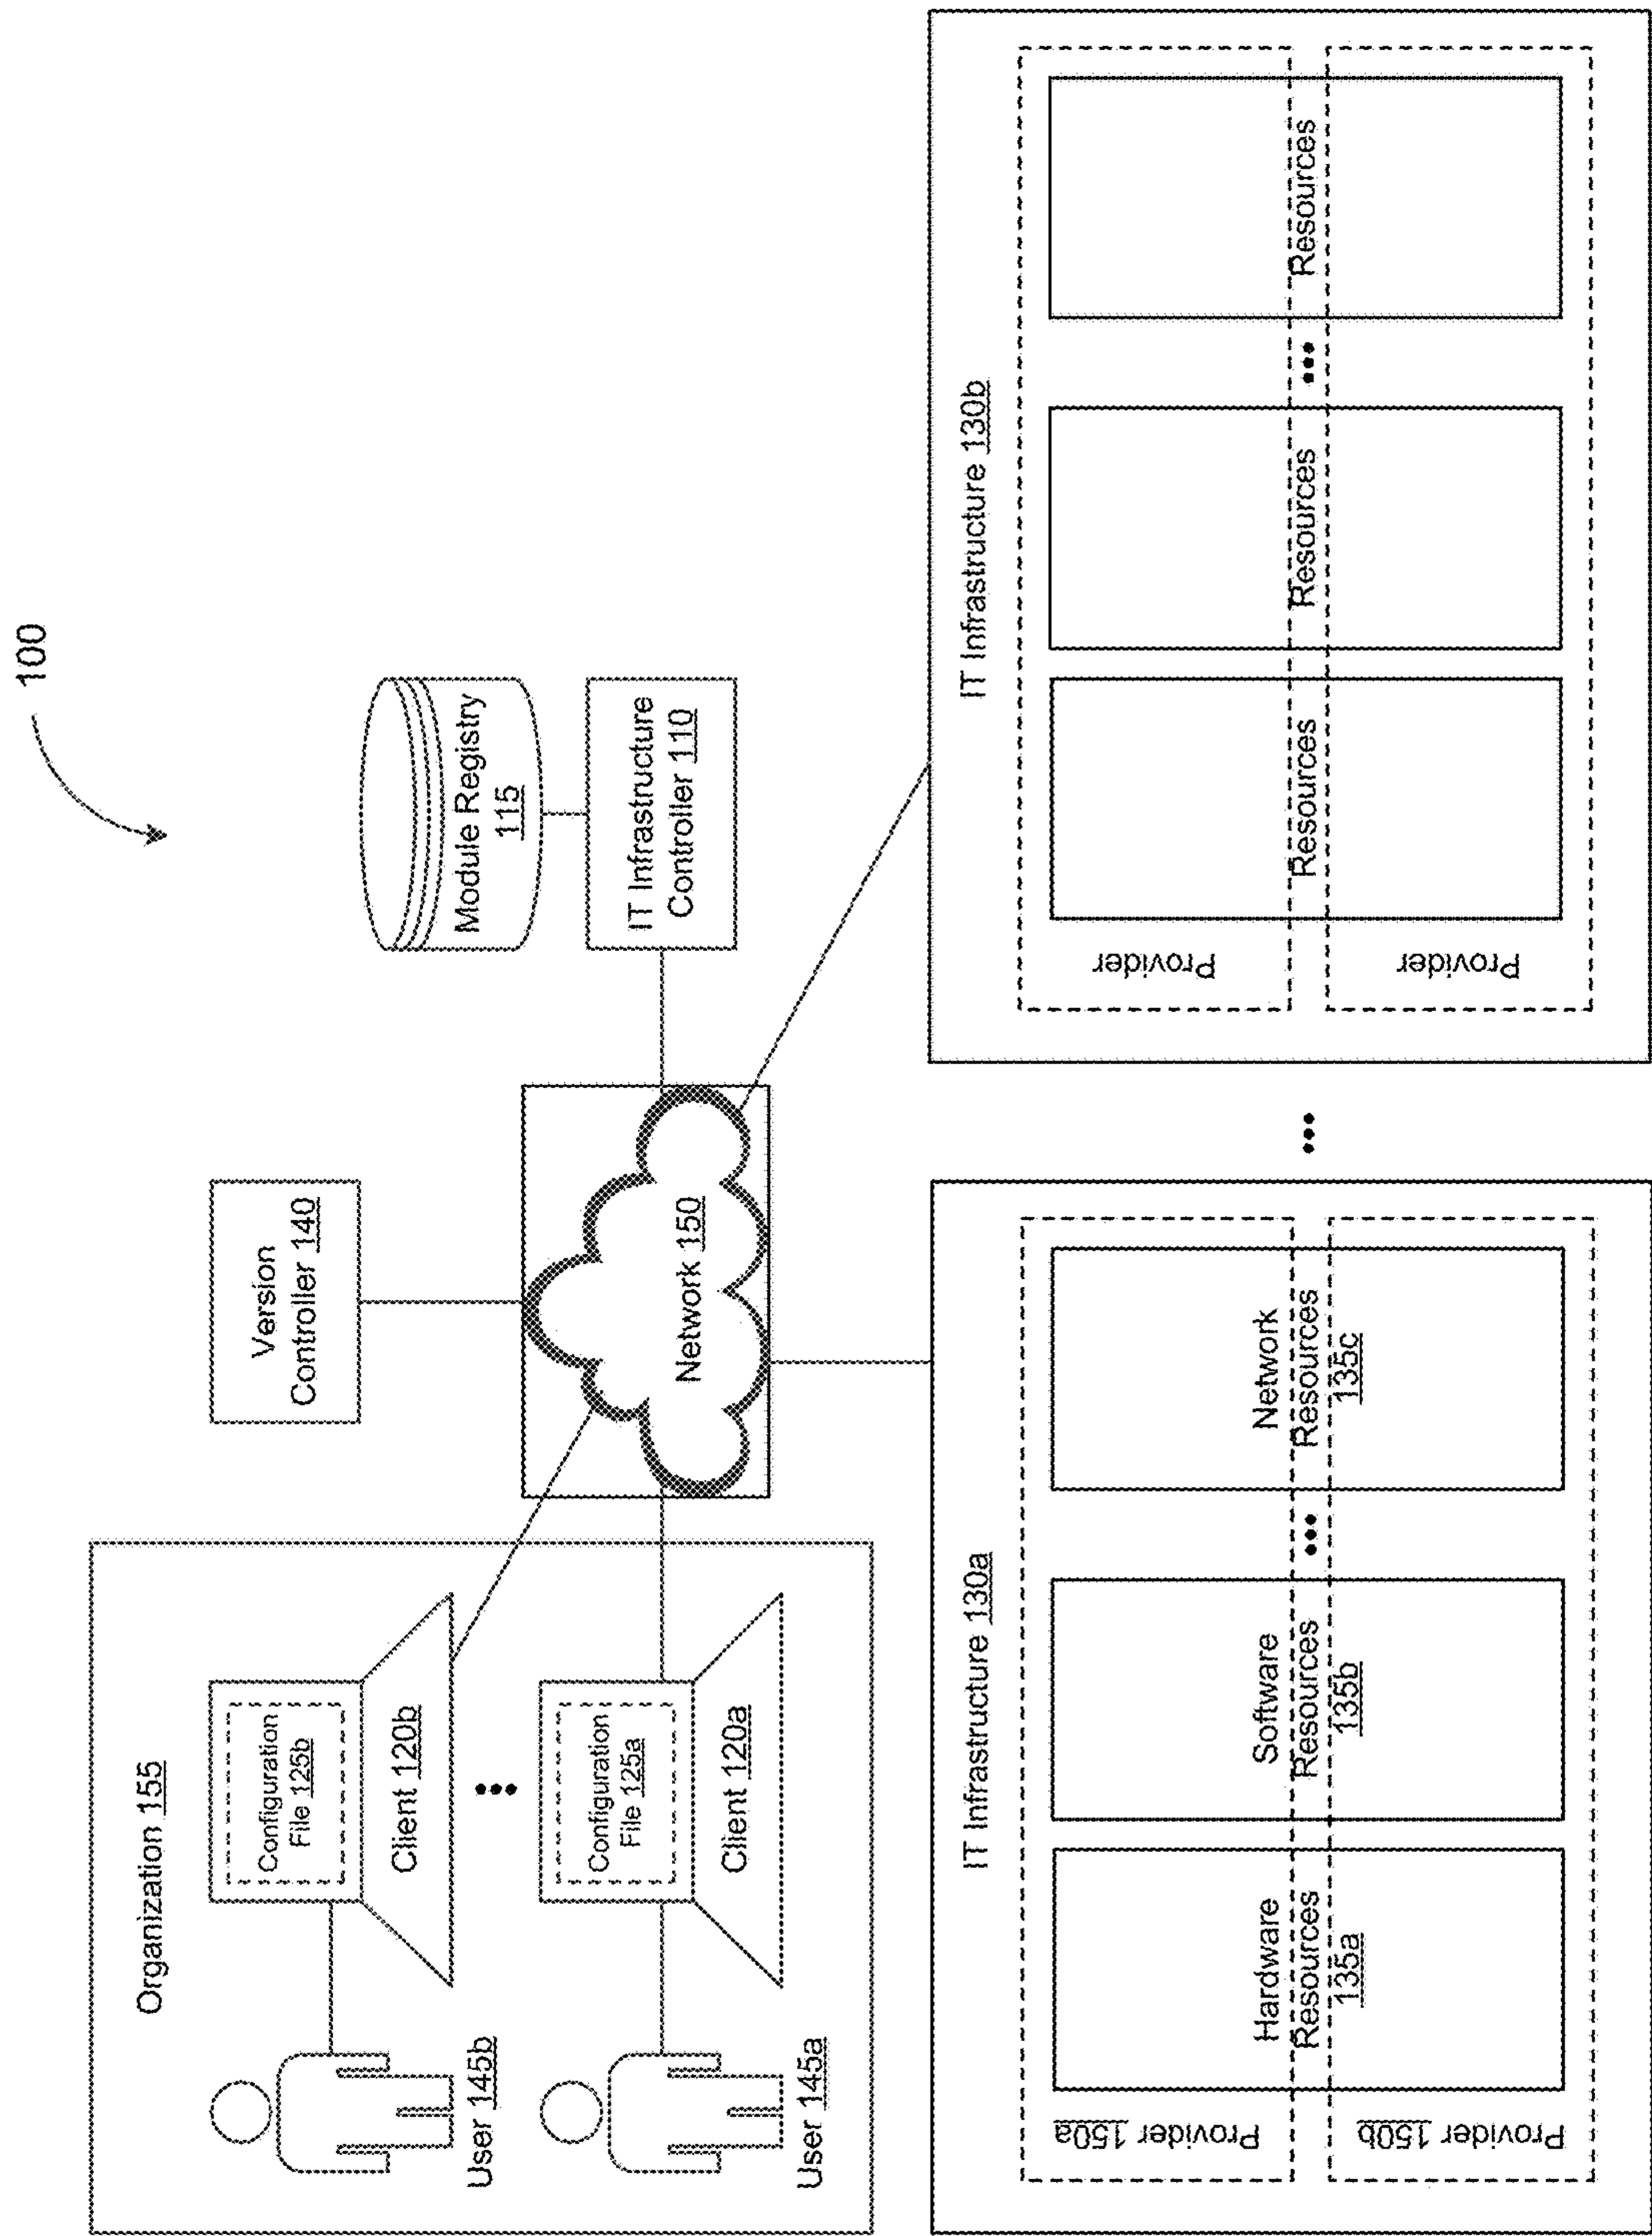 100
Organization 155
Configuration
File 125b
Client 120b
User 145b
Configuration
File 125a
Client 120a
User 145a
Version
Controller 140
Network 150
Module Registry
115
IT Infrastructure
Controller 110
IT Infrastructure 130a
Provider 150a
Provider 150b
Hardware
Resources
135a
Software
Resources
135b
Network
Resources
135c
IT Infrastructure 130b
Provider
Provider
Resources
Resources
Resources